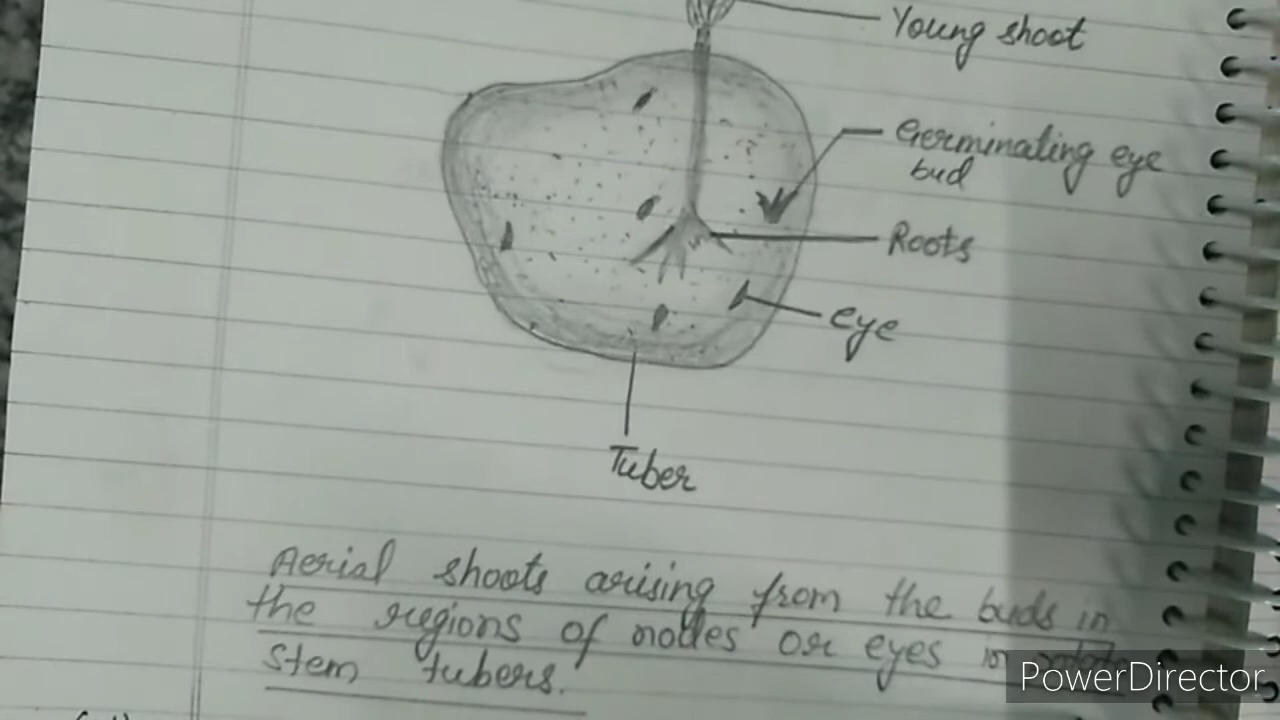 Young shoot
Germinating eye
bud
Roots
eye
Tuber
Aerial shoots arising from the buds in
the regions of nodes or eyes in
stem tubers.
PowerDirector